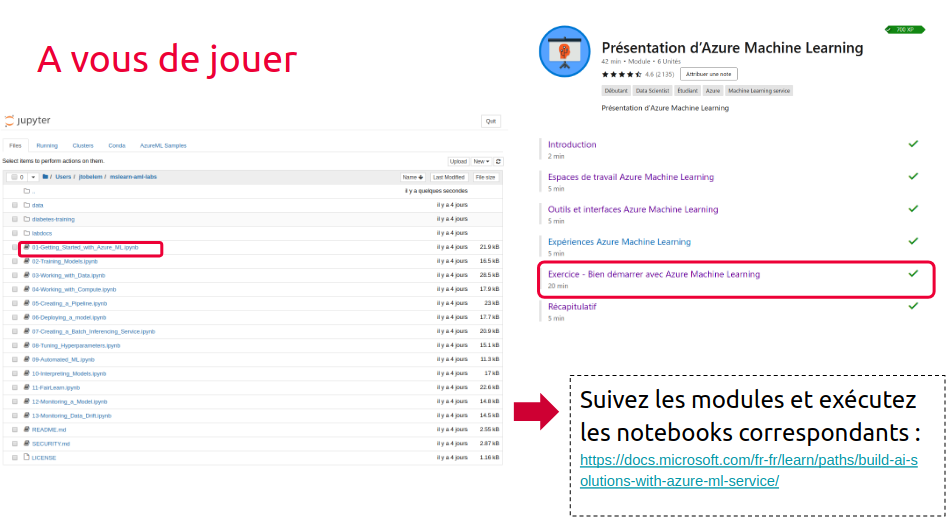 A vous de jouer
700 XP
Présentation d'Azure Machine Learning
42 min • Module • 6 Unités
4.6 (2 135) Attribuer une note
Débutant Data Scientist Étudiant Azure Machine Learning service
Présentation d'Azure Machine Learning
Introduction
2 min
Espaces de travail Azure Machine Learning
5 min
Outils et interfaces Azure Machine Learning
5 min
Expériences Azure Machine Learning
5 min
Exercice - Bien démarrer avec Azure Machine Learning
20 min
Récapitulatif
5 min
jupyter Quit
Files Running Clusters Conda AzureML Samples
Select items to perform actions on them. Upload New
0 / Users / jtobelem / mslearn-aml-labs Name Last Modified File size
.. il y a quelques secondes
data il y a 4 jours
diabetes-training il y a 4 jours
labdocs il y a 4 jours
01-Getting_Started_with_Azure_ML.ipynb il y a 4 jours 21.9 kB
02-Training_Models.ipynb il y a 4 jours 16.5 kB
03-Working_with_Data.ipynb il y a 4 jours 28.5 kB
04-Working_with_Compute.ipynb il y a 4 jours 17.9 kB
05-Creating_a_Pipeline.ipynb il y a 4 jours 23 kB
06-Deploying_a_model.ipynb il y a 4 jours 17.7 kB
07-Creating_a_Batch_Inferencing_Service.ipynb il y a 4 jours 20.9 kB
08-Tuning_Hyperparameters.ipynb il y a 4 jours 15.1 kB
09-Automated_ML.ipynb il y a 4 jours 11.3 kB
10-Interpreting_Models.ipynb il y a 4 jours 17 kB
11-FairLearn.ipynb il y a 4 jours 22.6 kB
12-Monitoring_a_Model.ipynb il y a 4 jours 14.8 kB
13-Monitoring_Data_Drift.ipynb il y a 4 jours 14.5 kB
README.md il y a 4 jours 2.55 kB
SECURITY.md il y a 4 jours 2.87 kB
LICENSE il y a 4 jours 1.16 kB
Suivez les modules et exécutez
les notebooks correspondants :
https://docs.microsoft.com/fr-fr/learn/paths/build-ai-s
olutions-with-azure-ml-service/